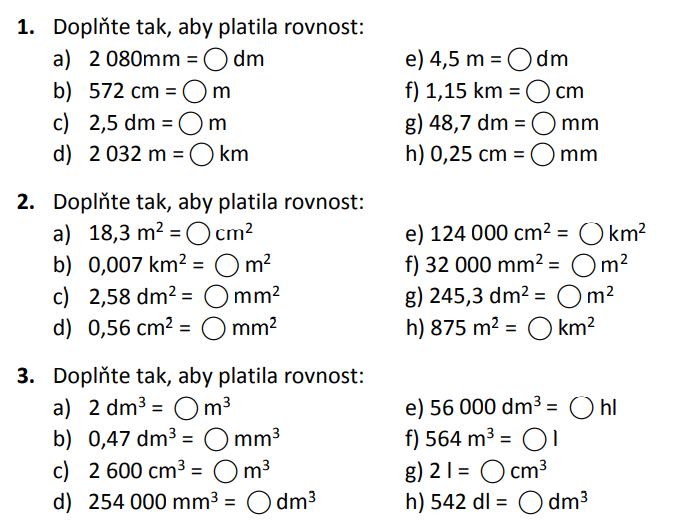 1. Doplňte tak, aby platila rovnost:
a) 2 080mm = ◯ dm e) 4,5 m = ◯ dm
b) 572 cm = ◯ m f) 1,15 km = ◯ cm
c) 2,5 dm = ◯ m g) 48,7 dm = ◯ mm
d) 2 032 m = ◯ km h) 0,25 cm = ◯ mm
2. Doplňte tak, aby platila rovnost:
a) 18,3 m² = ◯ cm² e) 124 000 cm² = ◯ km²
b) 0,007 km² = ◯ m² f) 32 000 mm² = ◯ m²
c) 2,58 dm² = ◯ mm² g) 245,3 dm² = ◯ m²
d) 0,56 cm² = ◯ mm² h) 875 m² = ◯ km²
3. Doplňte tak, aby platila rovnost:
a) 2 dm³ = ◯ m³ e) 56 000 dm³ = ◯ hl
b) 0,47 dm³ = ◯ mm³ f) 564 m³ = ◯ l
c) 2 600 cm³ = ◯ m³ g) 2 l = ◯ cm³
d) 254 000 mm³ = ◯ dm³ h) 542 dl = ◯ dm³